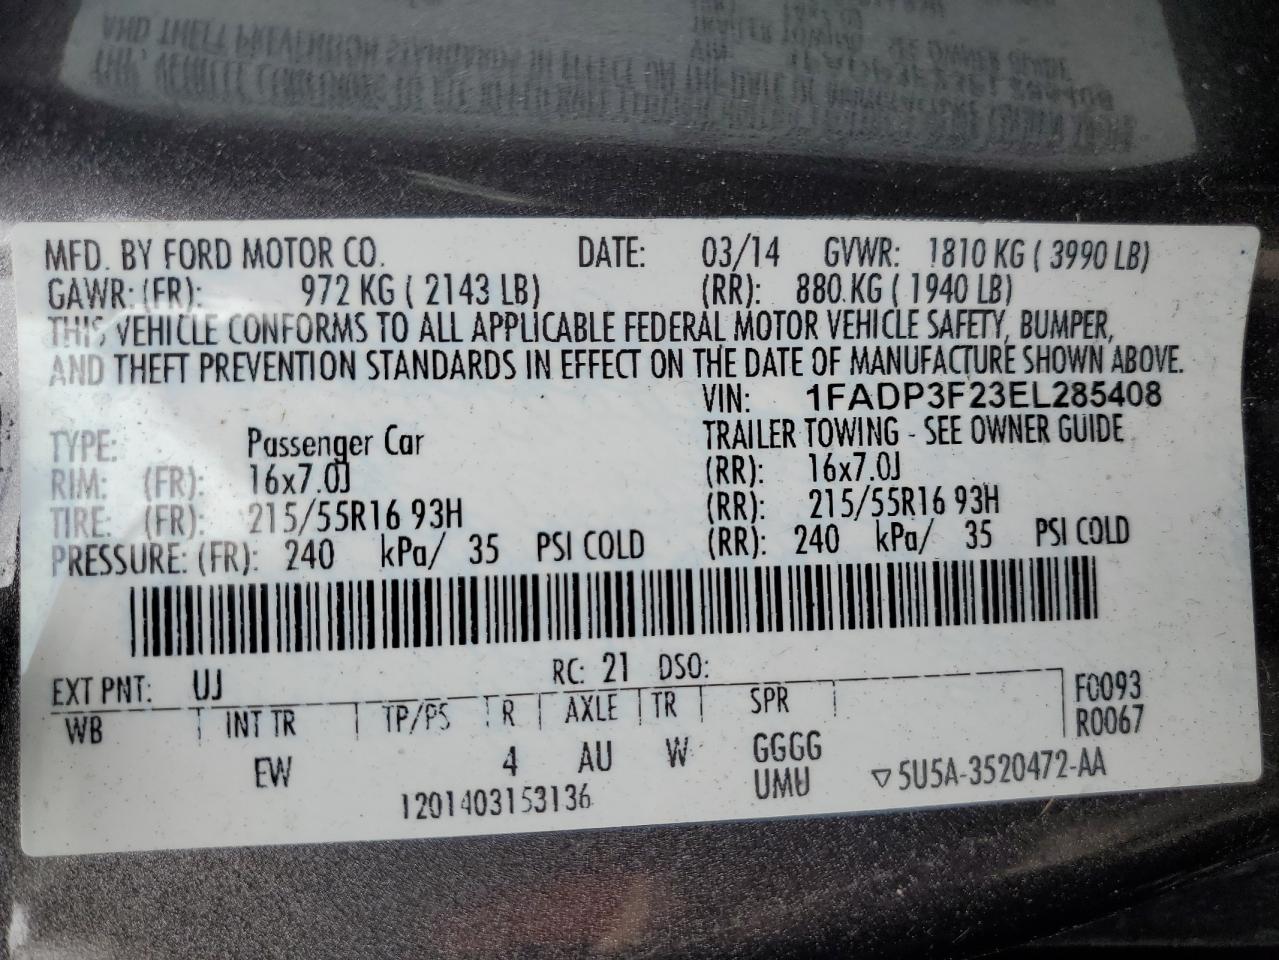 MFD. BY FORD MOTOR CO. DATE: 03/14 GVWR: 1810 KG ( 3990 LB)
GAWR: (FR): 972 KG ( 2143 LB) (RR): 880 KG ( 1940 LB)
THIS VEHICLE CONFORMS TO ALL APPLICABLE FEDERAL MOTOR VEHICLE SAFETY, BUMPER,
AND THEFT PREVENTION STANDARDS IN EFFECT ON THE DATE OF MANUFACTURE SHOWN ABOVE.
VIN: 1FADP3F23EL285408
TYPE: Passenger Car TRAILER TOWING - SEE OWNER GUIDE
RIM: (FR): 16x7.0J (RR): 16x7.0J
TIRE: (FR): 215/55R16 93H (RR): 215/55R16 93H
PRESSURE: (FR): 240 kPa/ 35 PSI COLD (RR): 240 kPa/ 35 PSI COLD
EXT PNT: UJ RC: 21 DSO:
WB INT TR TP/PS R AXLE TR SPR F0093
R0067
EW 4 AU W GGGG
UMU ▽ 5U5A-3520472-AA
1201403153136